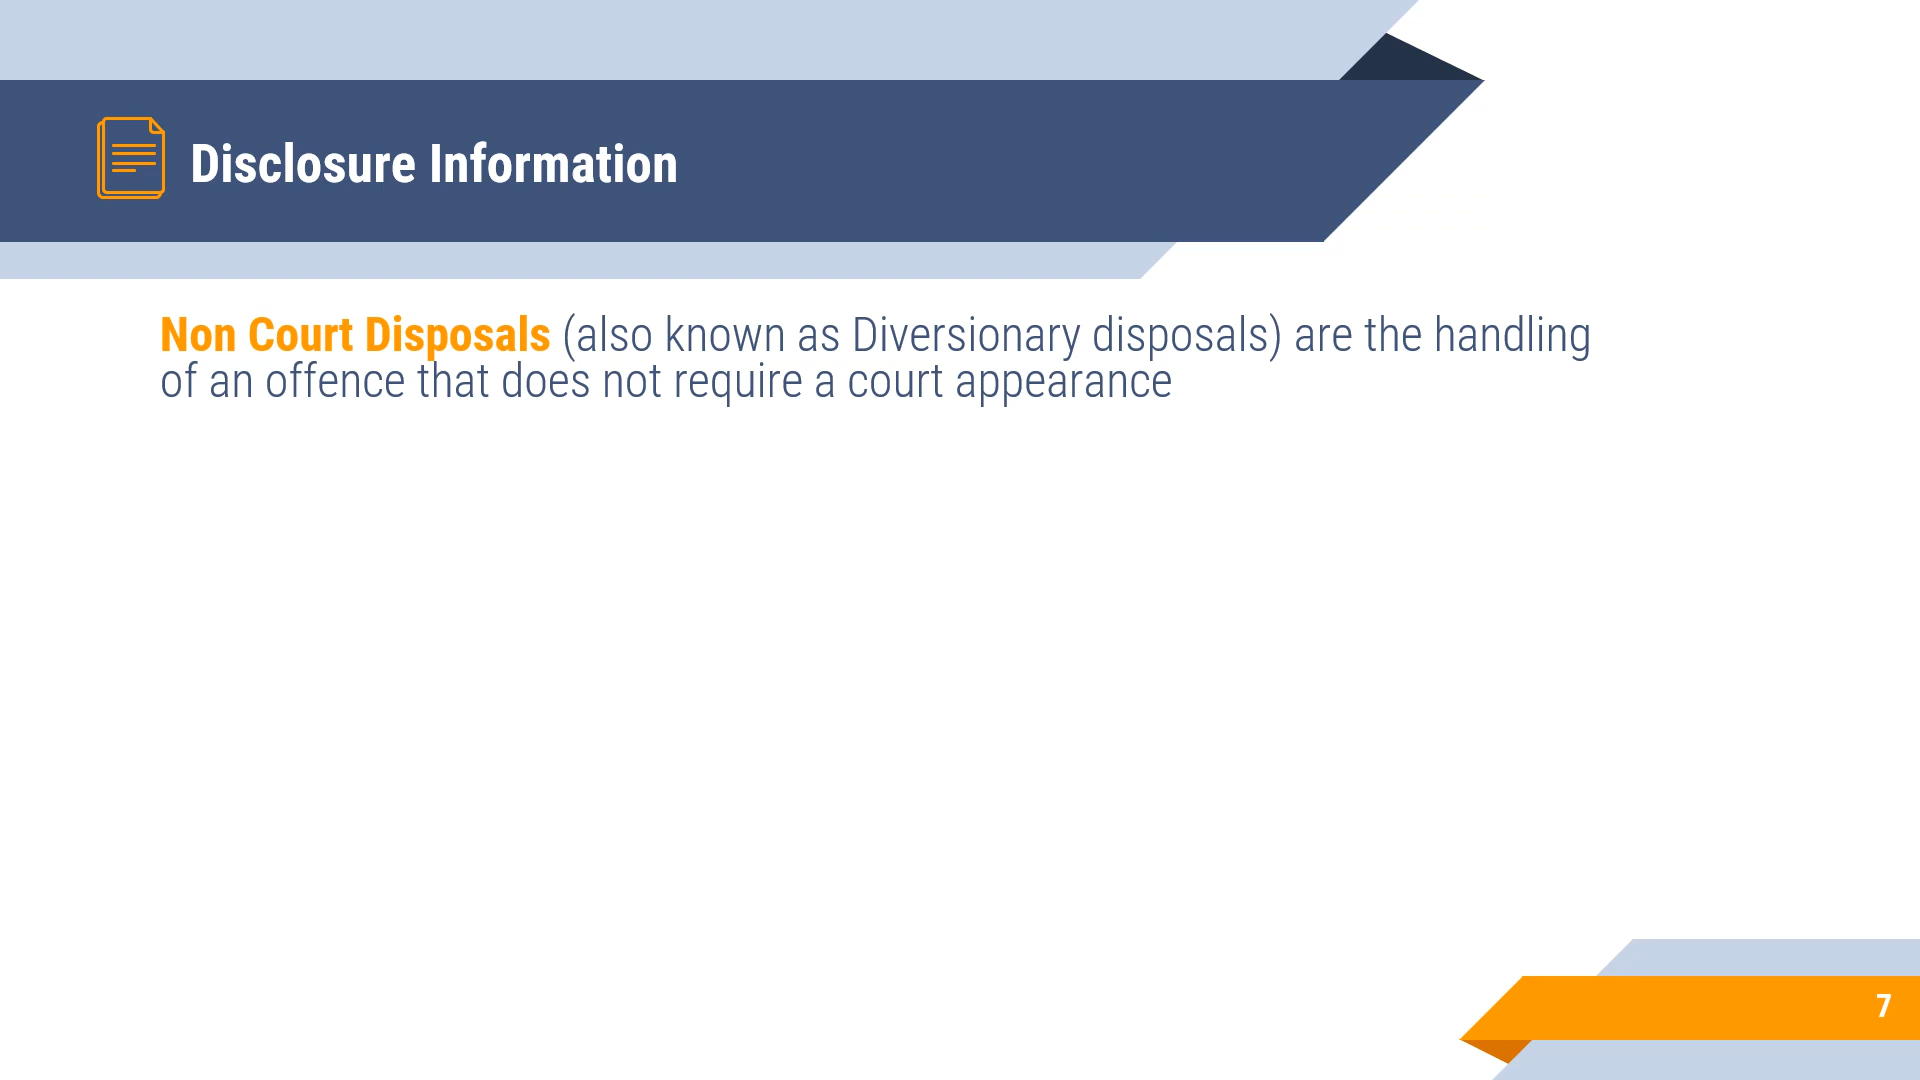 Disclosure Information
Non Court Disposals (also known as Diversionary disposals) are the handling
of an offence that does not require a court appearance
7